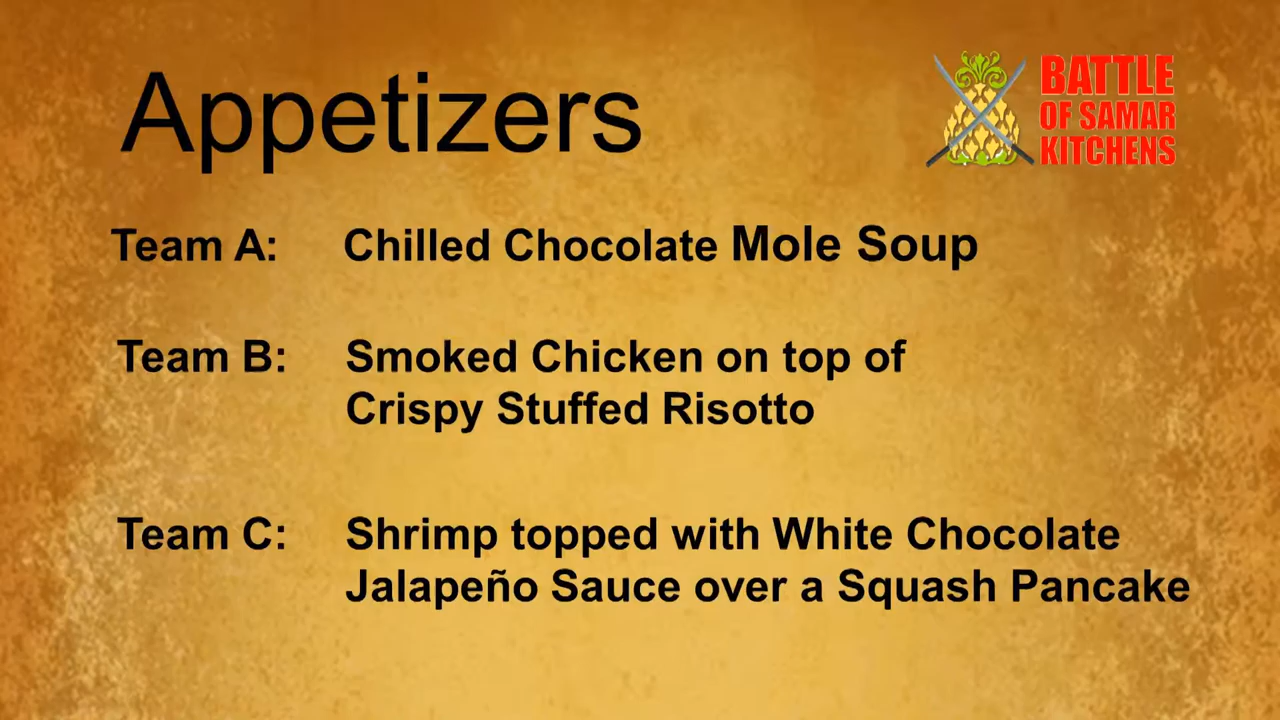 Appetizers
BATTLE
OF SAMAR
KITCHENS
Team A: Chilled Chocolate Mole Soup
Team B: Smoked Chicken on top of
Crispy Stuffed Risotto
Team C: Shrimp topped with White Chocolate
Jalapeño Sauce over a Squash Pancake